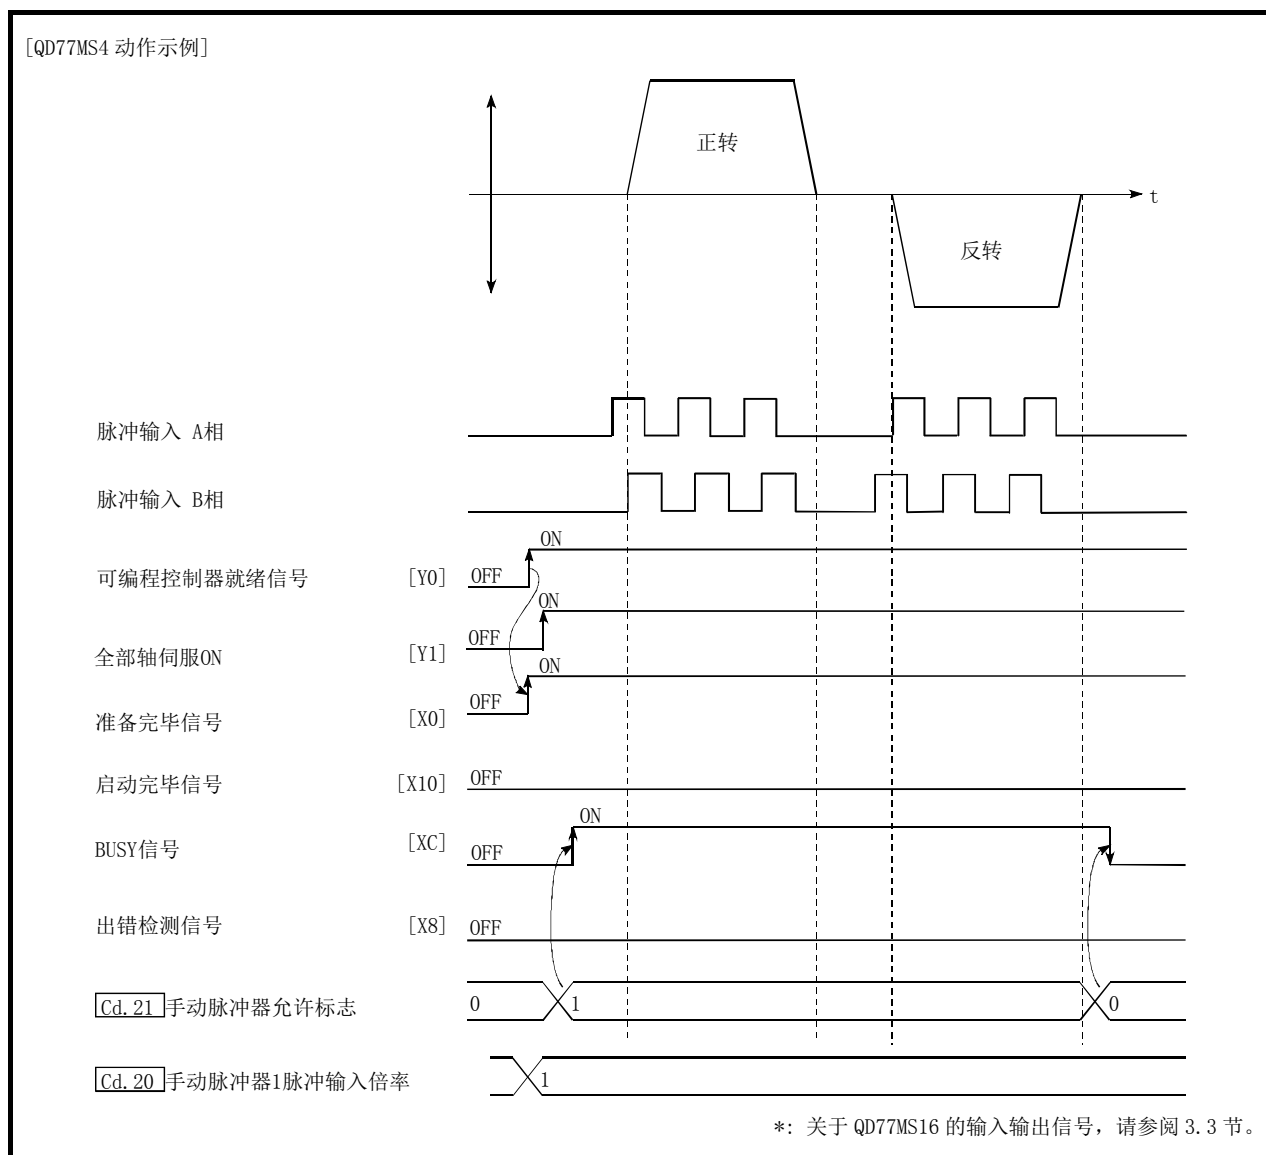 [QD77MS4 动作示例]
正转
t
反转
脉冲输入 A相
脉冲输入 B相
ON
可编程控制器就绪信号 [Y0] OFF
ON
全部轴伺服ON [Y1] OFF
ON
准备完毕信号 [X0] OFF
启动完毕信号 [X10] OFF
ON
BUSY信号 [XC] OFF
出错检测信号 [X8] OFF
Cd.21 手动脉冲器允许标志 0 1 0
Cd.20 手动脉冲器1脉冲输入倍率 1
*: 关于 QD77MS16 的输入输出信号，请参阅 3.3 节。